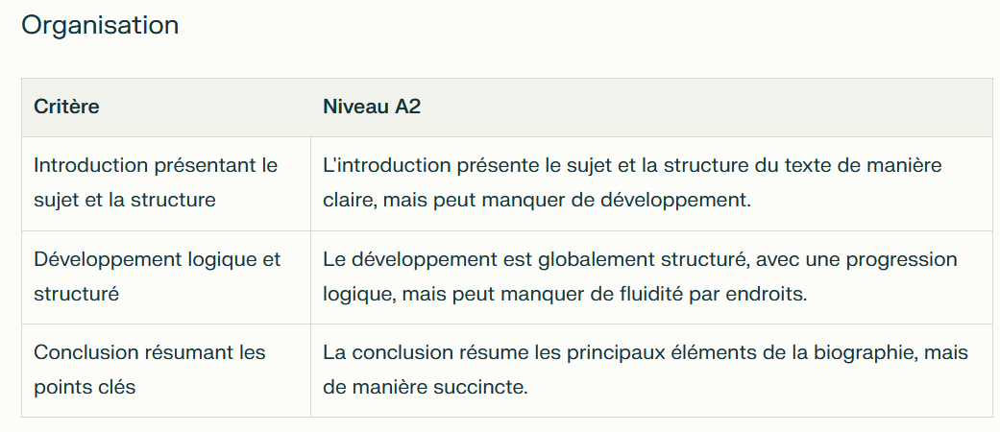 Organisation
Critère
Niveau A2
Introduction présentant le
sujet et la structure
L'introduction présente le sujet et la structure du texte de manière
claire, mais peut manquer de développement.
Développement logique et
structuré
Le développement est globalement structuré, avec une progression
logique, mais peut manquer de fluidité par endroits.
Conclusion résumant les
points clés
La conclusion résume les principaux éléments de la biographie, mais
de manière succincte.